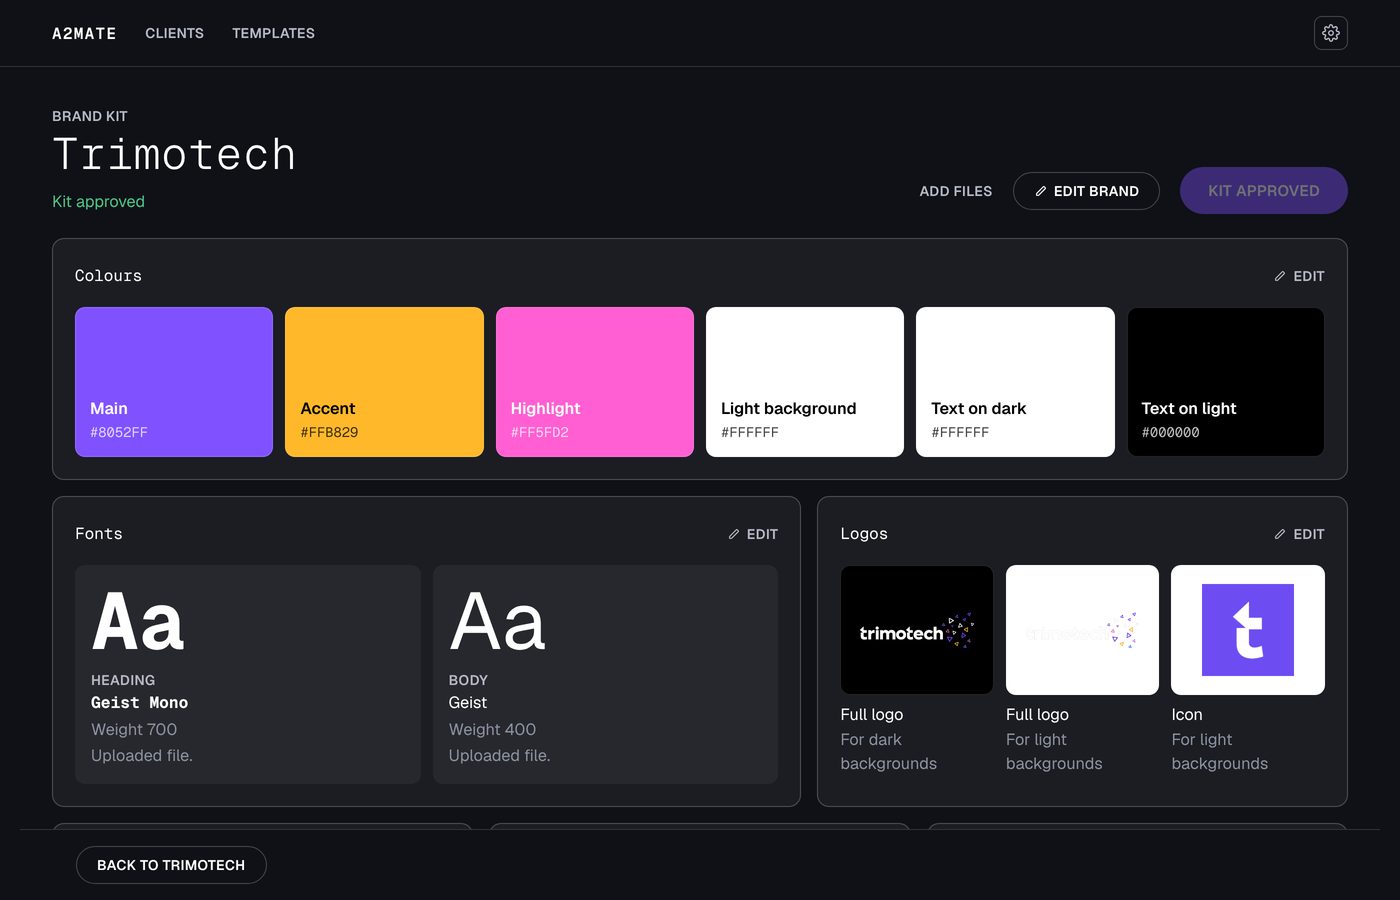 A2MATE CLIENTS TEMPLATES
BRAND KIT
Trimotech
Kit approved
ADD FILES EDIT BRAND KIT APPROVED
Colours EDIT
Main
#8052FF
Accent
#FFB829
Highlight
#FF5FD2
Light background
#FFFFFF
Text on dark
#FFFFFF
Text on light
#000000
Fonts EDIT
Aa
HEADING
Geist Mono
Weight 700
Uploaded file.
Aa
BODY
Geist
Weight 400
Uploaded file.
Logos EDIT
trimotech
Full logo
For dark
backgrounds
trimotech
Full logo
For light
backgrounds
t
Icon
For light
backgrounds
BACK TO TRIMOTECH